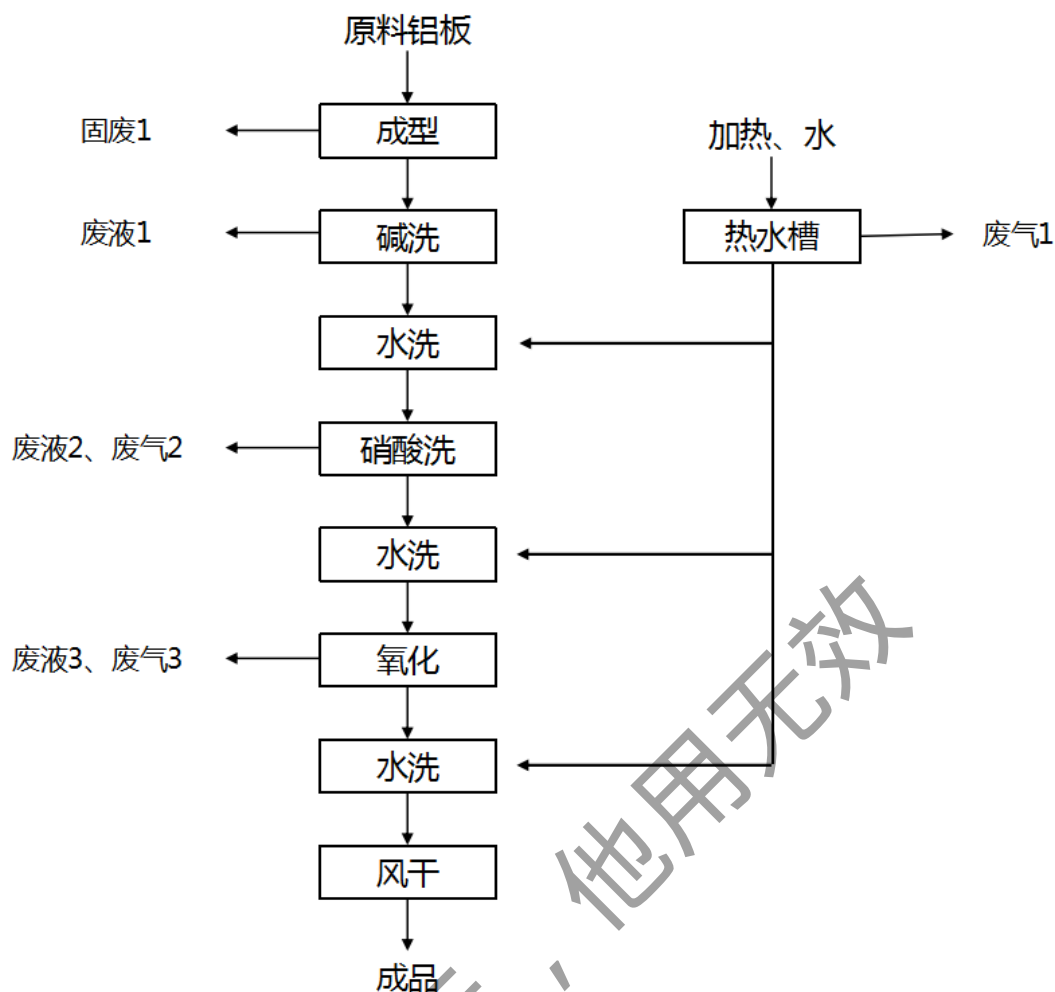 原料铝板
固废1
成型
加热、水
废液1
碱洗
热水槽
废气1
水洗
废液2、废气2
硝酸洗
水洗
废液3、废气3
氧化
水洗
风干
成品
，他用无效